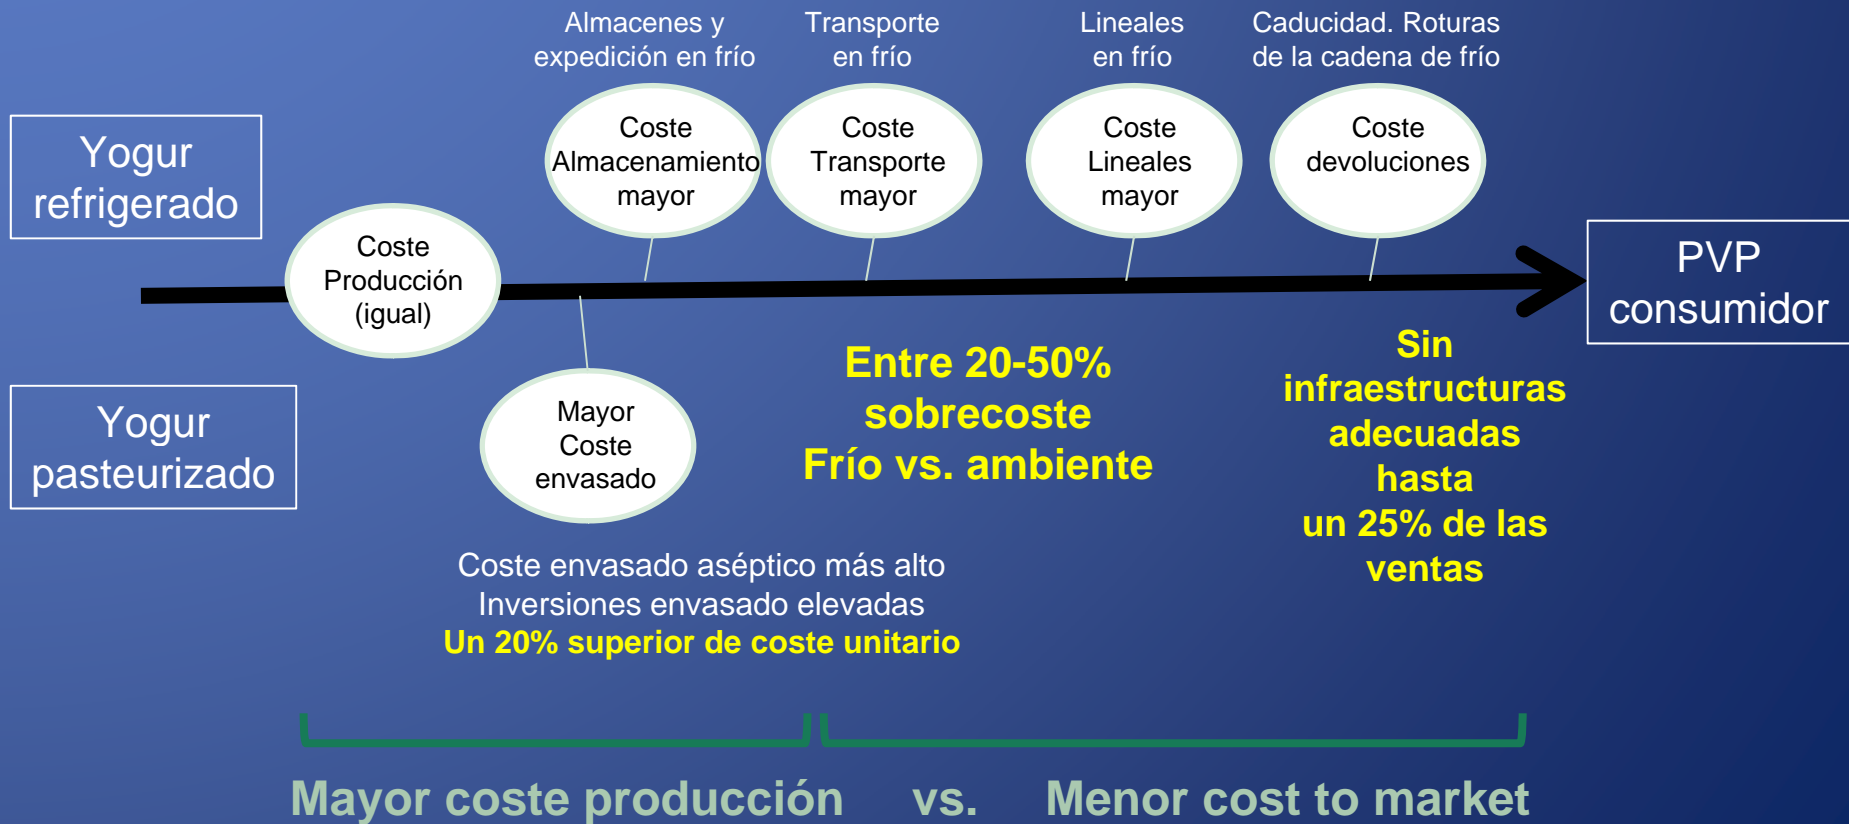 Almacenes y
expedición en frío
Transporte
en frío
Lineales
en frío
Caducidad. Roturas
de la cadena de frío
Yogur
refrigerado
Coste
Almacenamiento
mayor
Coste
Transporte
mayor
Coste
Lineales
mayor
Coste
devoluciones
Coste
Producción
(igual)
PVP
consumidor
Yogur
pasteurizado
Mayor
Coste
envasado
Entre 20-50%
sobrecoste
Frío vs. ambiente
Sin
infraestructuras
adecuadas
hasta
un 25% de las
ventas
Coste envasado aséptico más alto
Inversiones envasado elevadas
Un 20% superior de coste unitario
Mayor coste producción vs. Menor cost to market